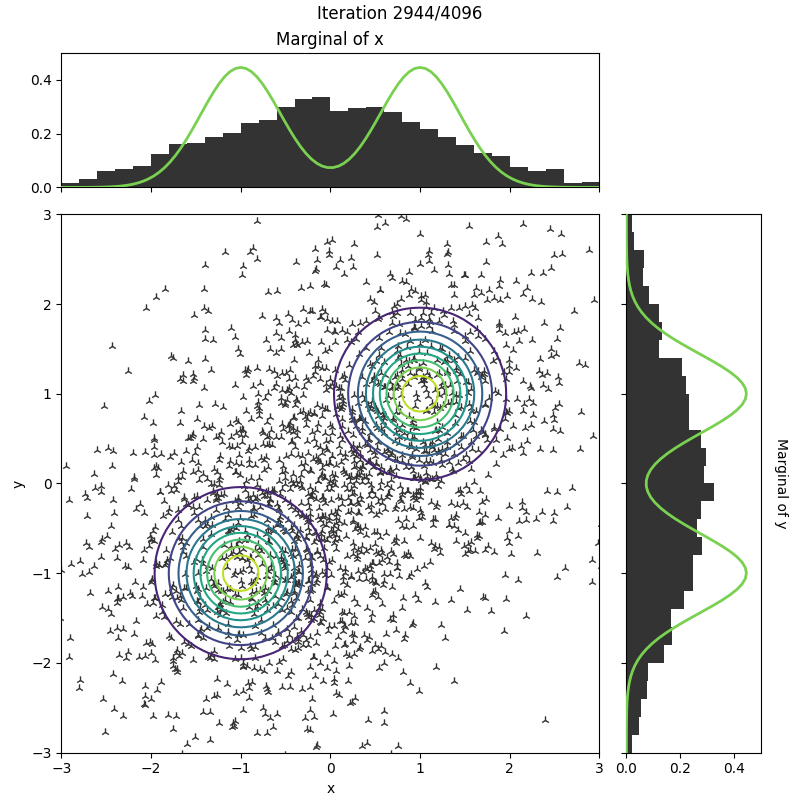 Iteration 2944/4096
Marginal of x
0.4
0.2
0.0
3
2
1
0
−1
−2
−3
y
−3 −2 −1 0 1 2 3
x
0.0 0.2 0.4
Marginal of y